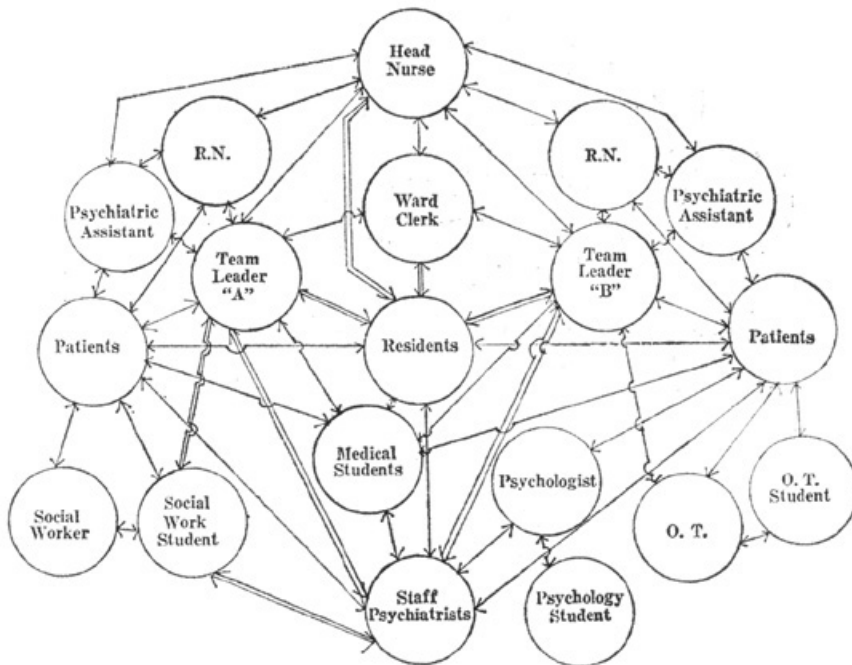 Head
Nurse
R.N.
R.N.
Psychiatric
Assistant
Ward
Clerk
Psychiatric
Assistant
Team
Leader
"A"
Team
Leader
"B"
Patients
Residents
Patients
Medical
Students
Psychologist
O. T.
Student
Social
Worker
Social
Work
Student
O. T.
Staff
Psychiatrists
Psychology
Student